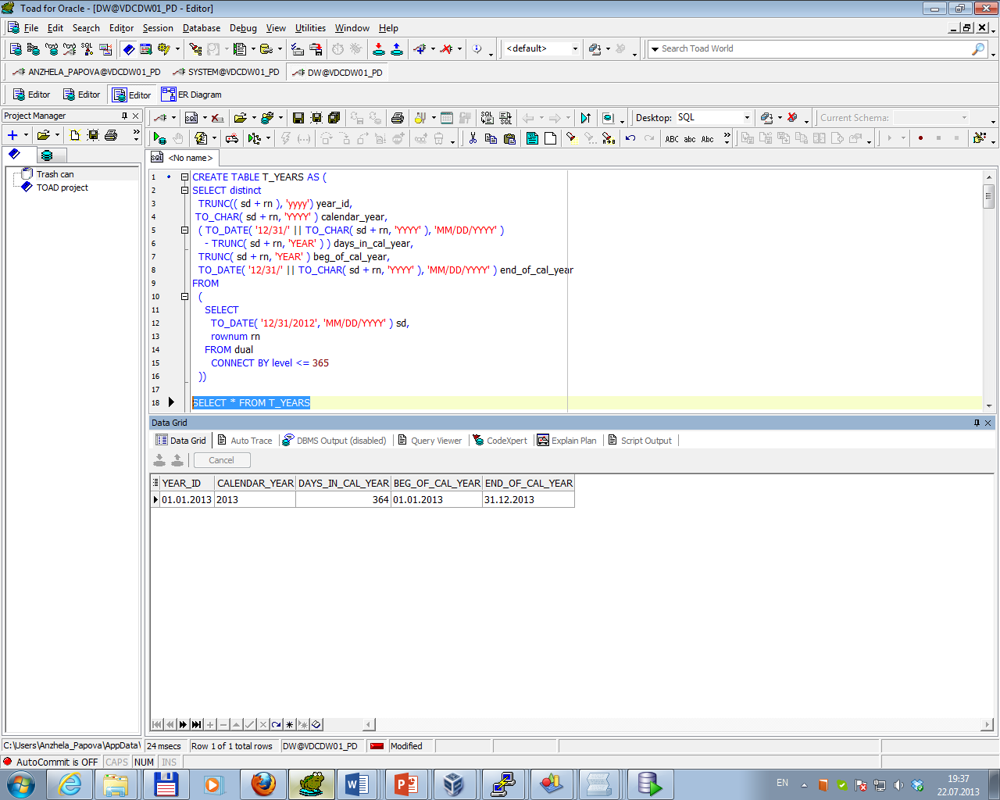 Toad for Oracle - [DW@VDCDW01_PD - Editor]
File Edit Search Editor Session Database Debug View Utilities Window Help
<default> Search Toad World
ANZHELA_PAPOVA@VDCDW01_PD SYSTEM@VDCDW01_PD DW@VDCDW01_PD
Editor Editor Editor ER Diagram
Project Manager
Desktop: SQL Current Schema:
<No name>
Trash can
TOAD project
1 CREATE TABLE T_YEARS AS (
2 SELECT distinct
3 TRUNC(( sd + rn ), 'yyyy') year_id,
4 TO_CHAR( sd + rn, 'YYYY' ) calendar_year,
5 ( TO_DATE( '12/31/' || TO_CHAR( sd + rn, 'YYYY' ), 'MM/DD/YYYY' )
6 - TRUNC( sd + rn, 'YEAR' ) ) days_in_cal_year,
7 TRUNC( sd + rn, 'YEAR' ) beg_of_cal_year,
8 TO_DATE( '12/31/' || TO_CHAR( sd + rn, 'YYYY' ), 'MM/DD/YYYY' ) end_of_cal_year
9 FROM
10 (
11 SELECT
12 TO_DATE( '12/31/2012', 'MM/DD/YYYY' ) sd,
13 rownum rn
14 FROM dual
15 CONNECT BY level <= 365
16 ))
17
18 SELECT * FROM T_YEARS
Data Grid
Data Grid Auto Trace DBMS Output (disabled) Query Viewer CodeXpert Explain Plan Script Output
Cancel
YEAR_ID CALENDAR_YEAR DAYS_IN_CAL_YEAR BEG_OF_CAL_YEAR END_OF_CAL_YEAR
01.01.2013 2013 364 01.01.2013 31.12.2013
C:\Users\Anzhela_Papova\AppData\ 24 msecs Row 1 of 1 total rows DW@VDCDW01_PD Modified
AutoCommit is OFF CAPS NUM INS
EN 19:37
22.07.2013